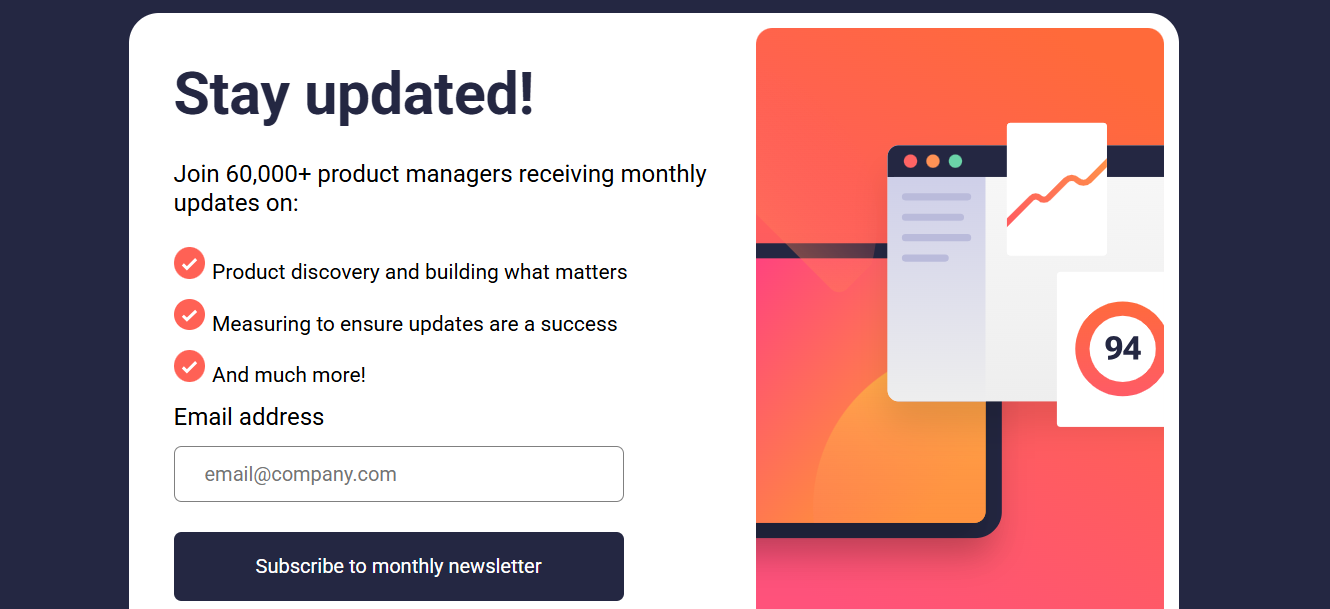 Stay updated!
Join 60,000+ product managers receiving monthly
updates on:
Product discovery and building what matters
Measuring to ensure updates are a success
And much more!
Email address
email@company.com
Subscribe to monthly newsletter
94